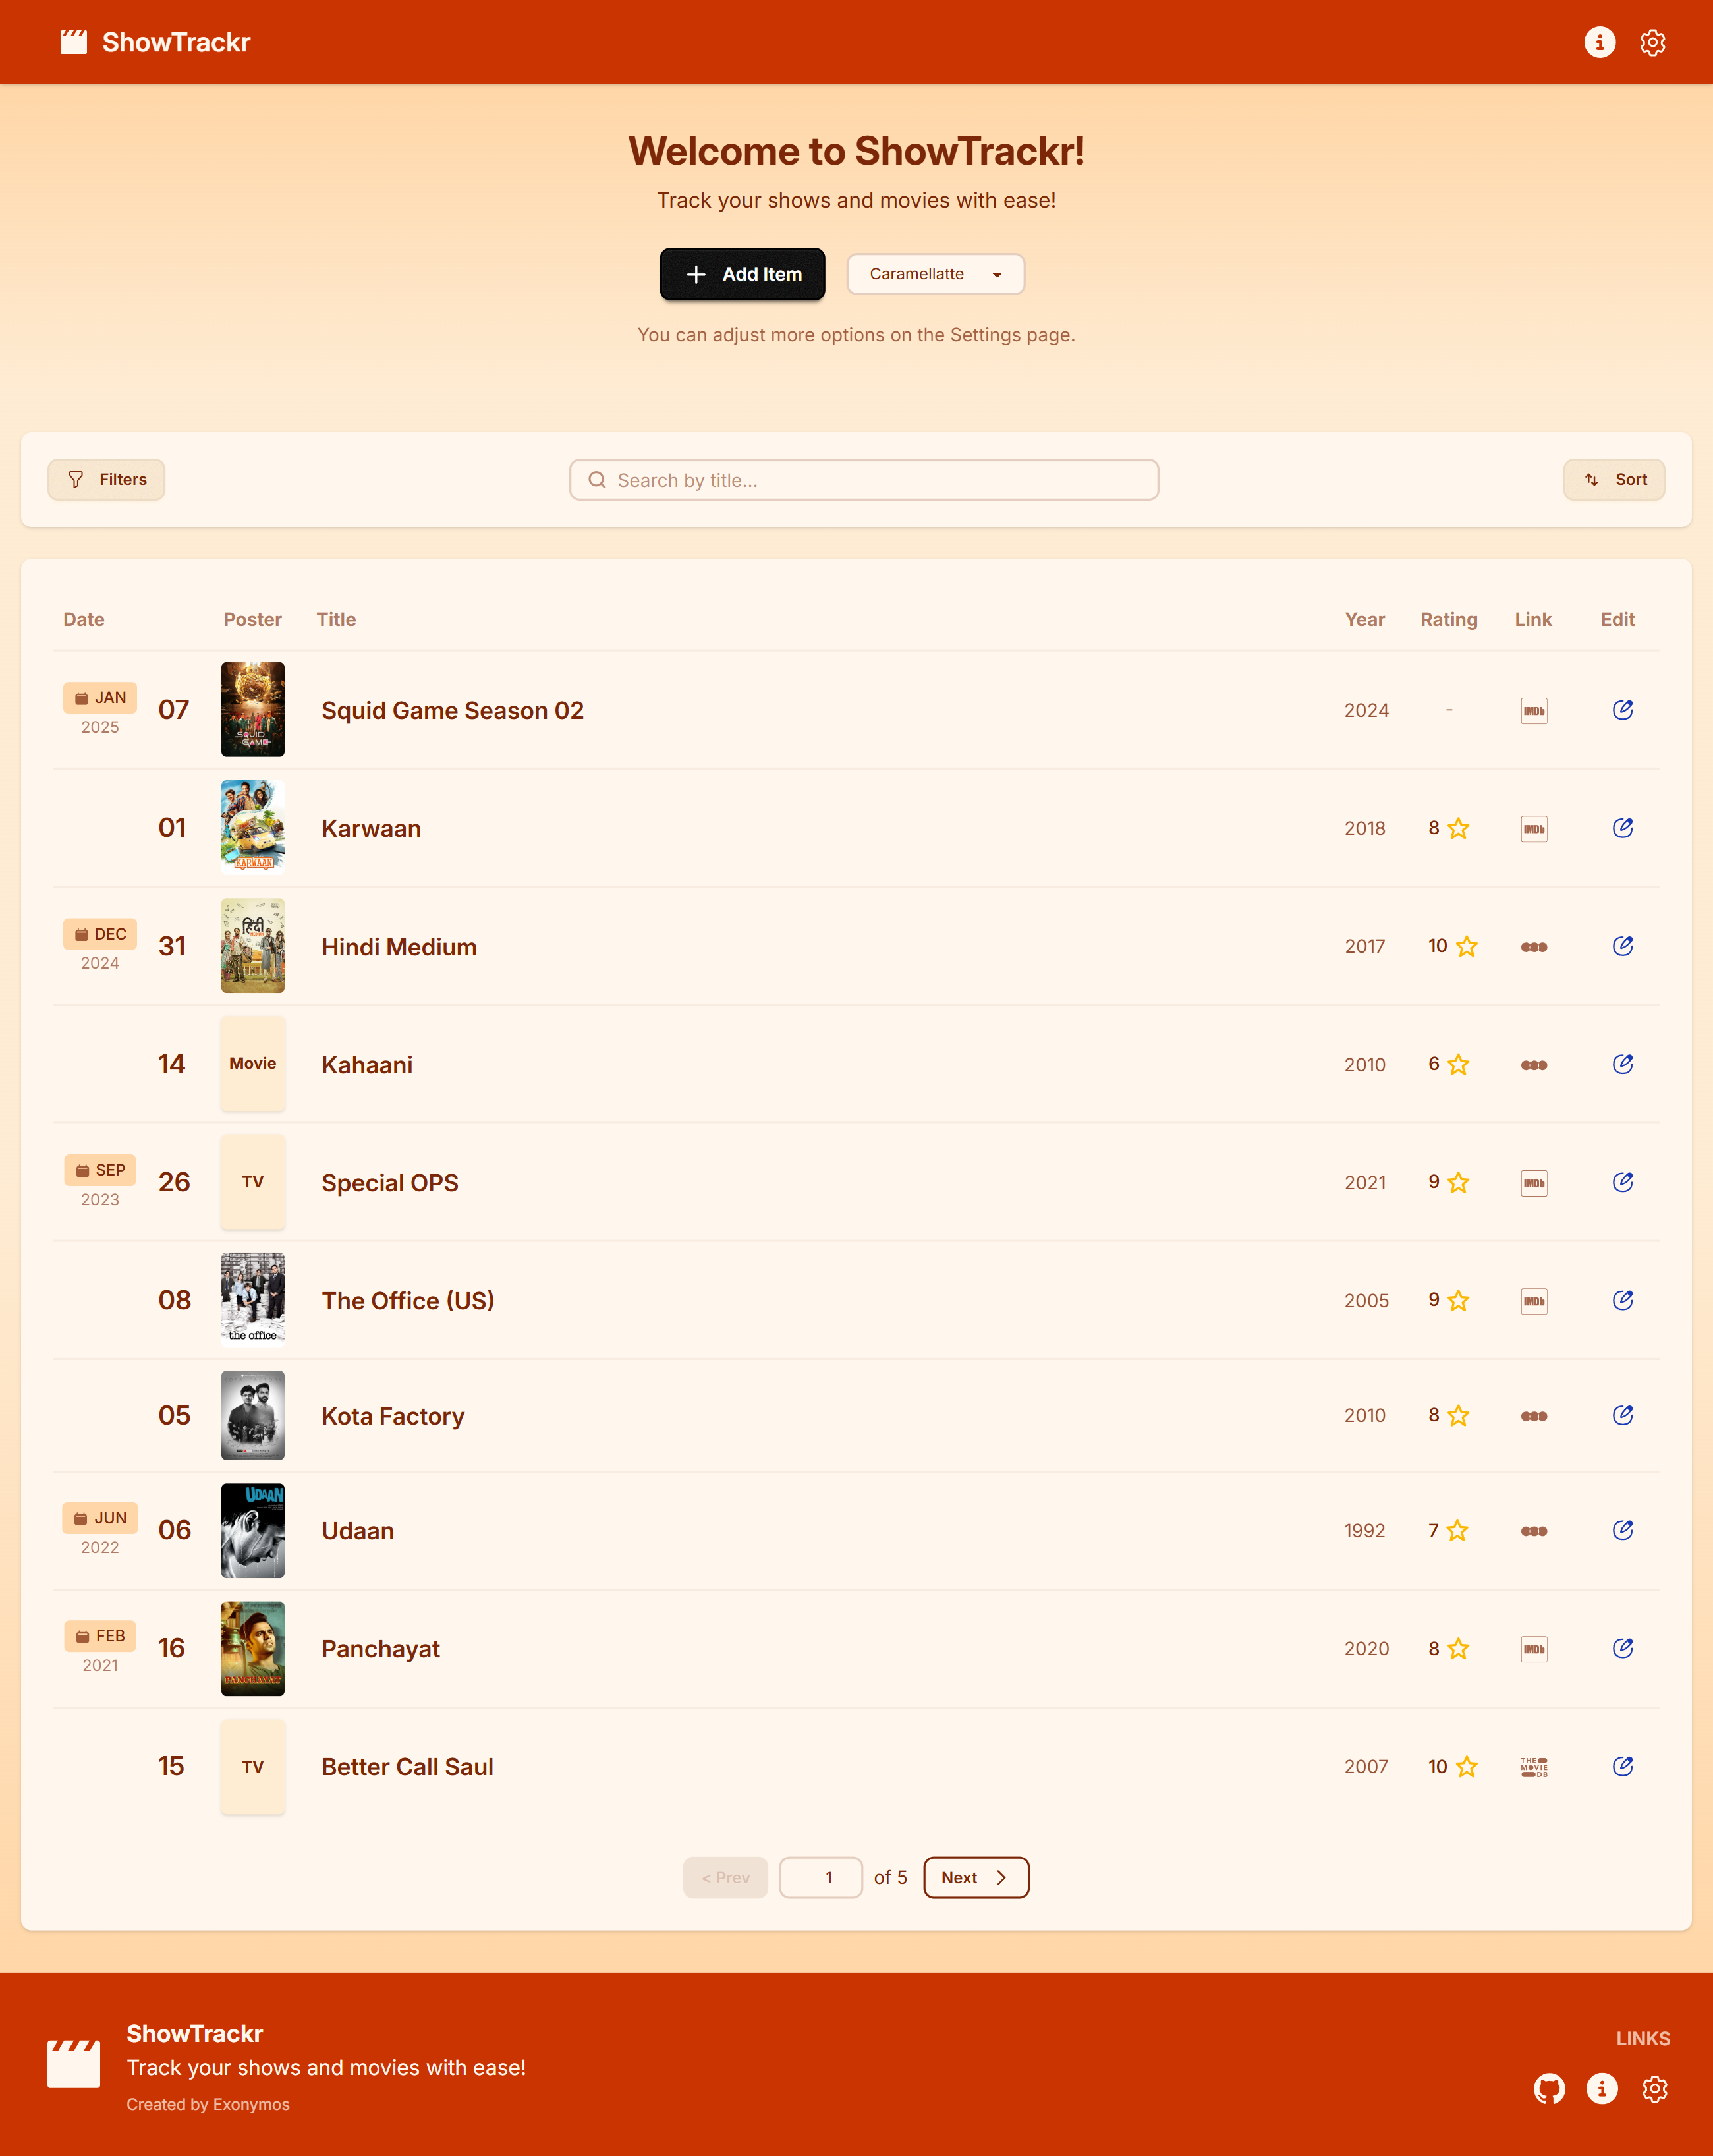 ShowTrackr
Welcome to ShowTrackr!
Track your shows and movies with ease!
Add Item
Caramellatte
You can adjust more options on the Settings page.
Filters
Search by title...
Sort
Date Poster Title Year Rating Link Edit
JAN
2025
07
SQUID
GAME
Squid Game Season 02
2024 - IMDb
01
KARWAAN
Karwaan
2018 8 IMDb
DEC
2024
31
हिंदी
Hindi Medium
2017 10
14 Movie Kahaani 2010 6
SEP
2023
26 TV Special OPS 2021 9 IMDb
08
the office
The Office (US)
2005 9 IMDb
05 Kota Factory 2010 8
JUN
2022
06
UDAAN
Udaan
1992 7
FEB
2021
16
PANCHAYAT
Panchayat
2020 8 IMDb
15 TV Better Call Saul 2007 10
THE
MOVIE
DB
< Prev 1 of 5 Next
ShowTrackr
Track your shows and movies with ease!
Created by Exonymos
LINKS